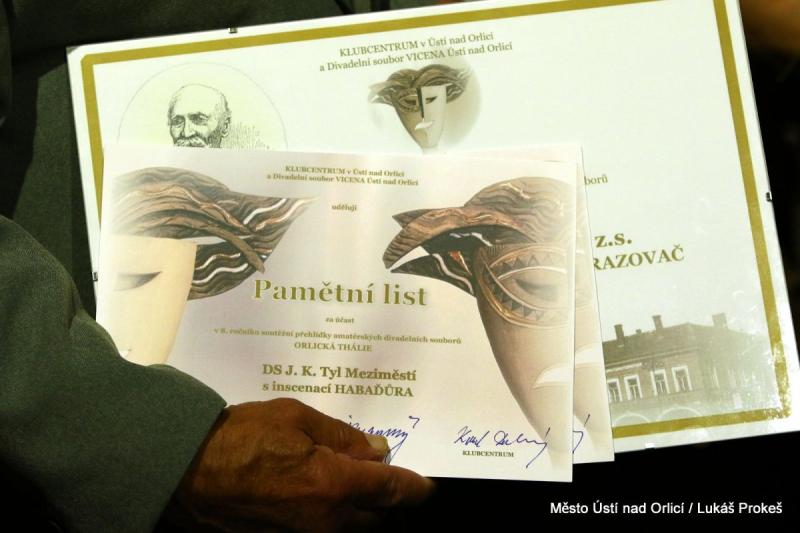 KLUBCENTRUM v Ústí nad Orlicí
a Divadelní soubor VICENA Ústí nad Orlicí
KLUBCENTRUM v Ústí nad Orlicí
a Divadelní soubor VICENA Ústí nad Orlicí
udělují
Pamětní list
za účast
v 8. ročníku soutěžní přehlídky amatérských divadelních souborů
ORLICKÁ THÁLIE
DS J. K. Tyl Meziměstí
s inscenací HABAĎŮRA
KLUBCENTRUM
borů
z.s.
RAZOVAČ
Město Ústí nad Orlicí / Lukáš Prokeš